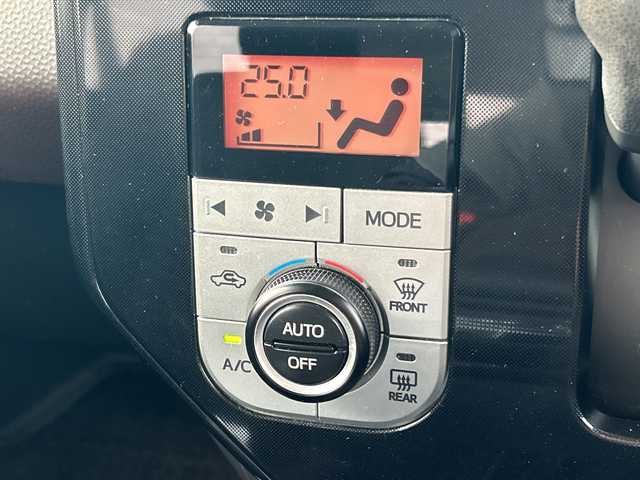 25.0
MODE
FRONT
AUTO
OFF
A/C
REAR